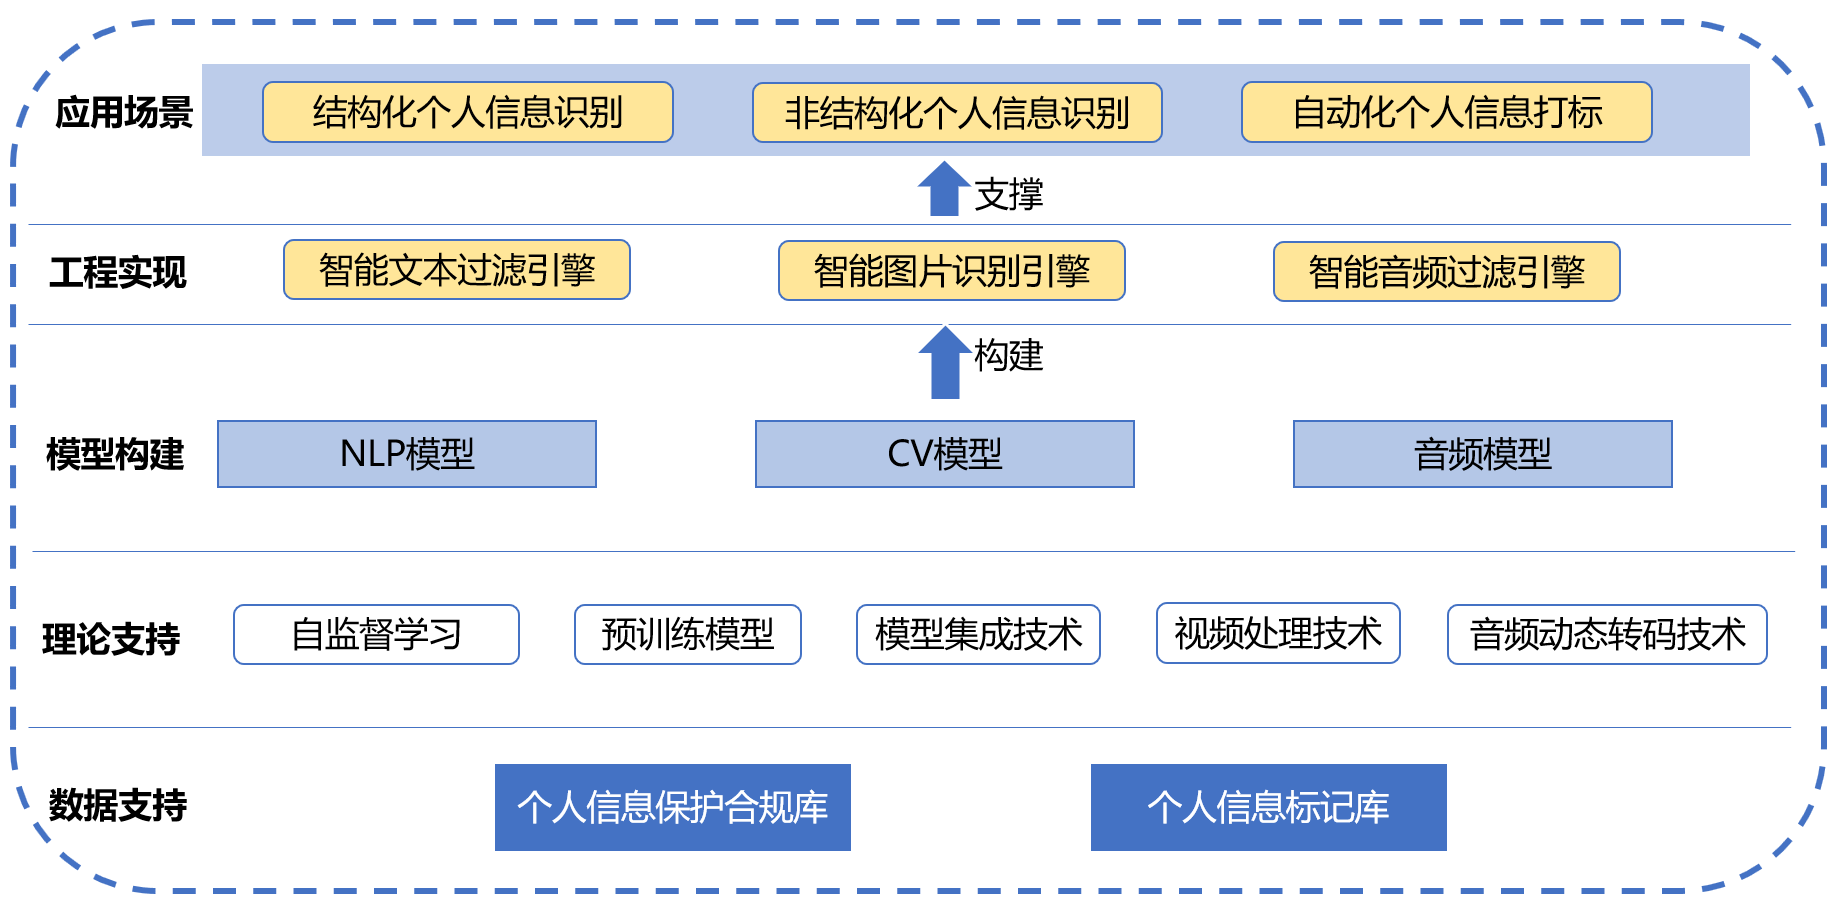 应用场景
结构化个人信息识别
非结构化个人信息识别
自动化个人信息打标
支撑
工程实现
智能文本过滤引擎
智能图片识别引擎
智能音频过滤引擎
构建
模型构建
NLP模型
CV模型
音频模型
理论支持
自监督学习
预训练模型
模型集成技术
视频处理技术
音频动态转码技术
数据支持
个人信息保护合规库
个人信息标记库